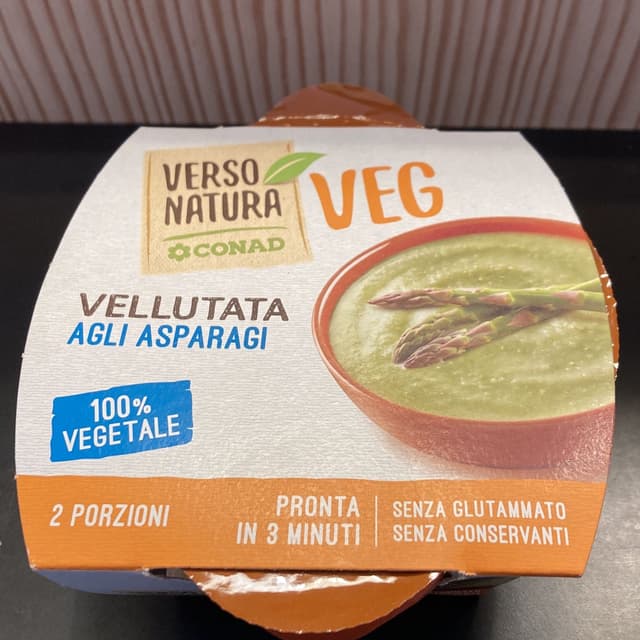 VERSO
NATURA
CONAD
VEG
VELLUTATA
AGLI ASPARAGI
100%
VEGETALE
2 PORZIONI
PRONTA
IN 3 MINUTI
SENZA GLUTAMMATO
SENZA CONSERVANTI